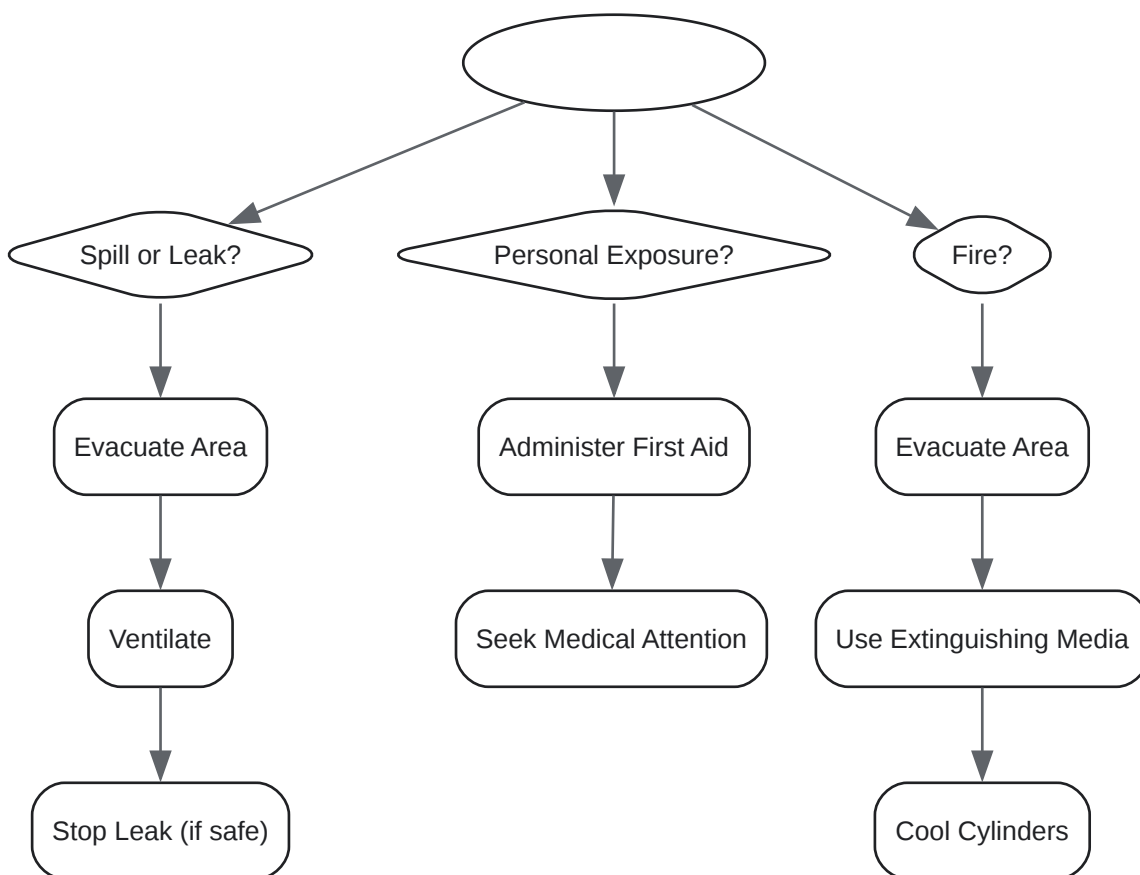 Spill or Leak?
Personal Exposure?
Fire?
Evacuate Area
Administer First Aid
Evacuate Area
Ventilate
Seek Medical Attention
Use Extinguishing Media
Stop Leak (if safe)
Cool Cylinders